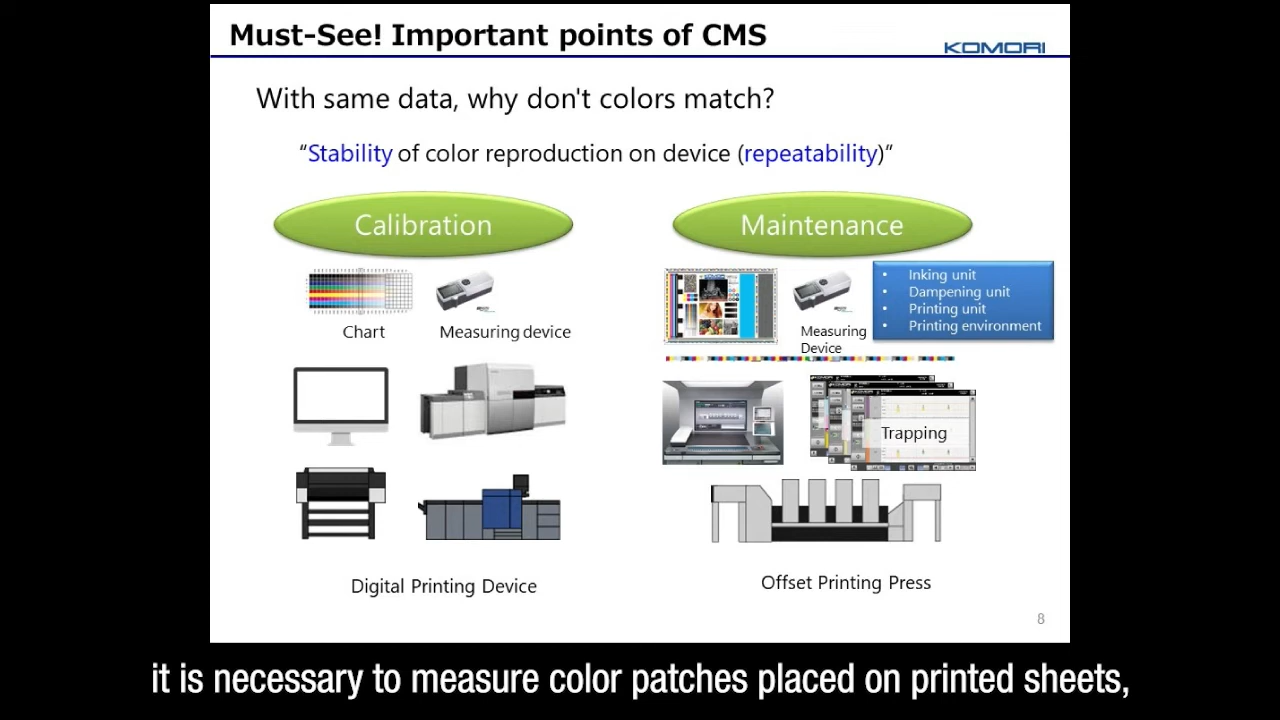 Must-See! Important points of CMS
KOMORI
With same data, why don't colors match?
“Stability of color reproduction on device (repeatability)”
Calibration
Maintenance
Chart
Measuring device
Measuring
Device
• Inking unit
• Dampening unit
• Printing unit
• Printing environment
Trapping
Digital Printing Device
Offset Printing Press
8
it is necessary to measure color patches placed on printed sheets,